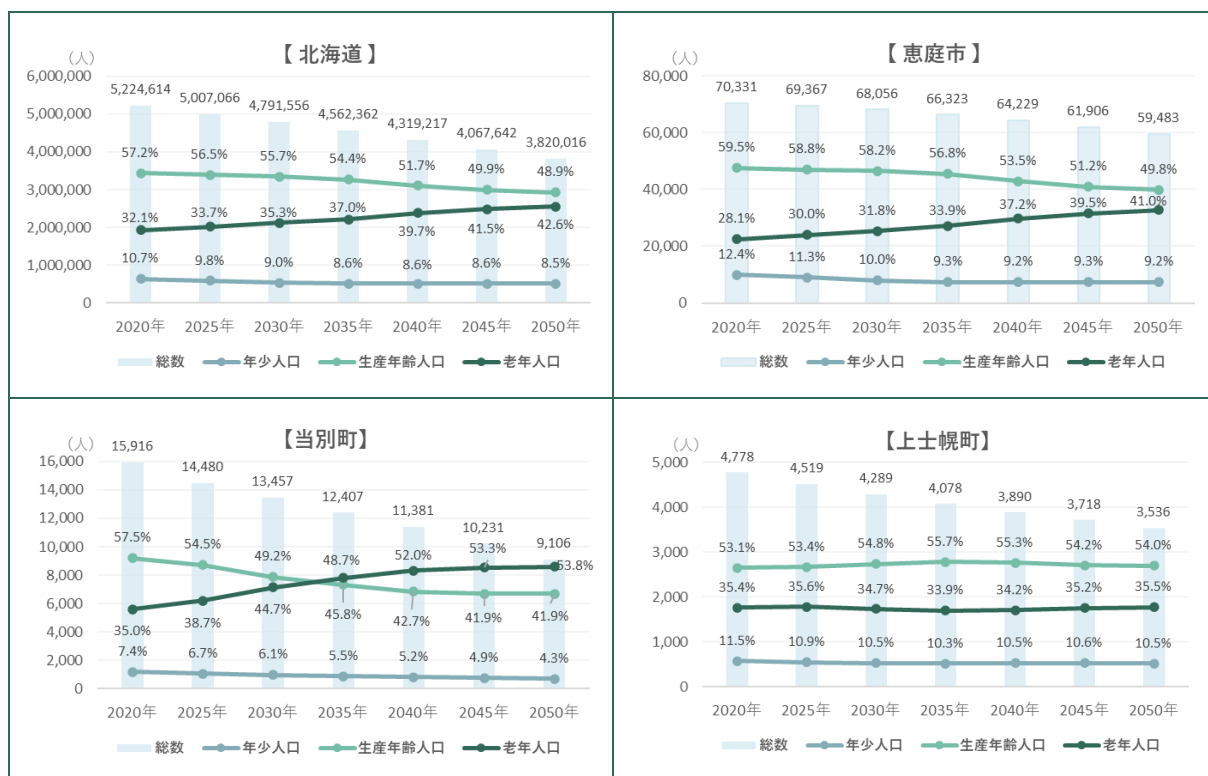 【 北海道 】
（人）
6,000,000
5,000,000
4,000,000
3,000,000
2,000,000
1,000,000
0
5,224,614 5,007,066 4,791,556 4,562,362 4,319,217 4,067,642 3,820,016
57.2% 56.5% 55.7% 54.4% 51.7% 49.9% 48.9%
32.1% 33.7% 35.3% 37.0% 39.7% 41.5% 42.6%
10.7% 9.8% 9.0% 8.6% 8.6% 8.6% 8.5%
2020年 2025年 2030年 2035年 2040年 2045年 2050年
総数 年少人口 生産年齢人口 老年人口
【 恵庭市 】
（人）
80,000
60,000
40,000
20,000
0
70,331 69,367 68,056 66,323 64,229 61,906 59,483
59.5% 58.8% 58.2% 56.8% 53.5% 51.2% 49.8%
28.1% 30.0% 31.8% 33.9% 37.2% 39.5% 41.0%
12.4% 11.3% 10.0% 9.3% 9.2% 9.3% 9.2%
2020年 2025年 2030年 2035年 2040年 2045年 2050年
総数 年少人口 生産年齢人口 老年人口
【当別町】
（人）
16,000
14,000
12,000
10,000
8,000
6,000
4,000
2,000
0
15,916 14,480 13,457 12,407 11,381 10,231 9,106
57.5% 54.5% 49.2% 45.8% 42.7% 41.9% 41.9%
35.0% 38.7% 44.7% 48.7% 52.0% 53.3% 53.8%
7.4% 6.7% 6.1% 5.5% 5.2% 4.9% 4.3%
2020年 2025年 2030年 2035年 2040年 2045年 2050年
総数 年少人口 生産年齢人口 老年人口
【上士幌町】
（人）
5,000
4,000
3,000
2,000
1,000
0
4,778 4,519 4,289 4,078 3,890 3,718 3,536
53.1% 53.4% 54.8% 55.7% 55.3% 54.2% 54.0%
35.4% 35.6% 34.7% 33.9% 34.2% 35.2% 35.5%
11.5% 10.9% 10.5% 10.3% 10.5% 10.6% 10.5%
2020年 2025年 2030年 2035年 2040年 2045年 2050年
総数 年少人口 生産年齢人口 老年人口